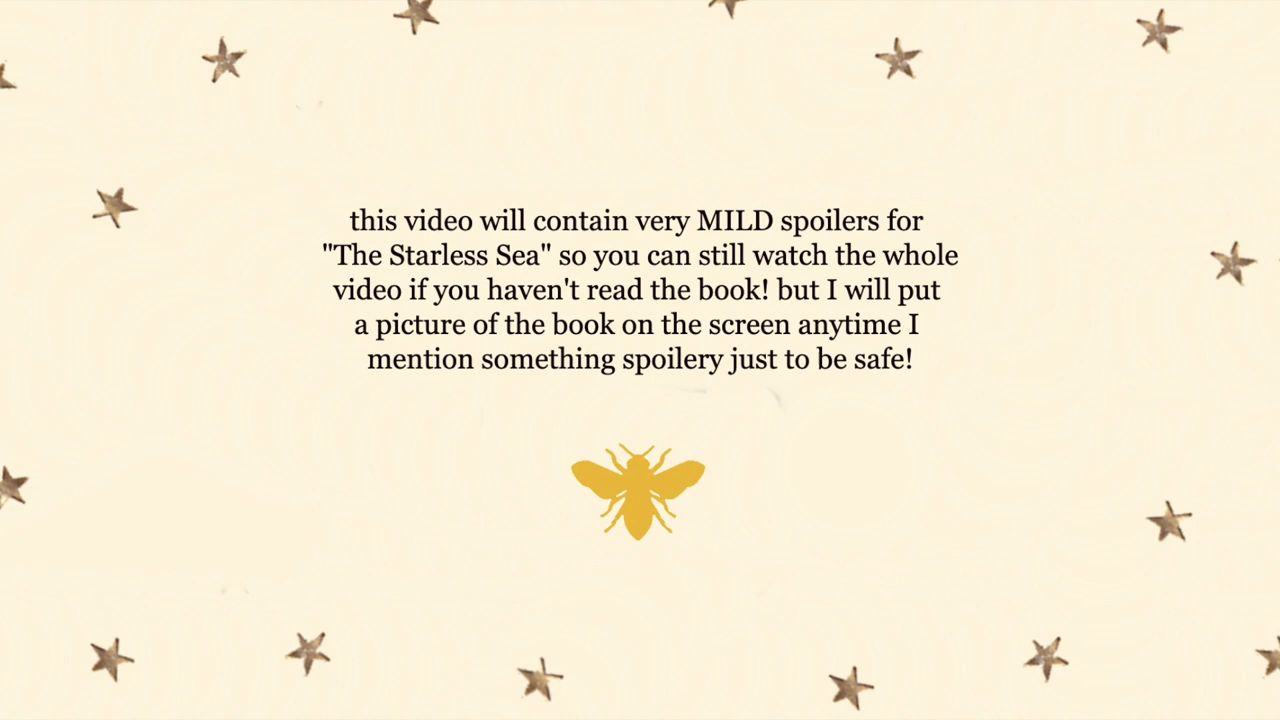 this video will contain very MILD spoilers for
"The Starless Sea" so you can still watch the whole
video if you haven't read the book! but I will put
a picture of the book on the screen anytime I
mention something spoilery just to be safe!